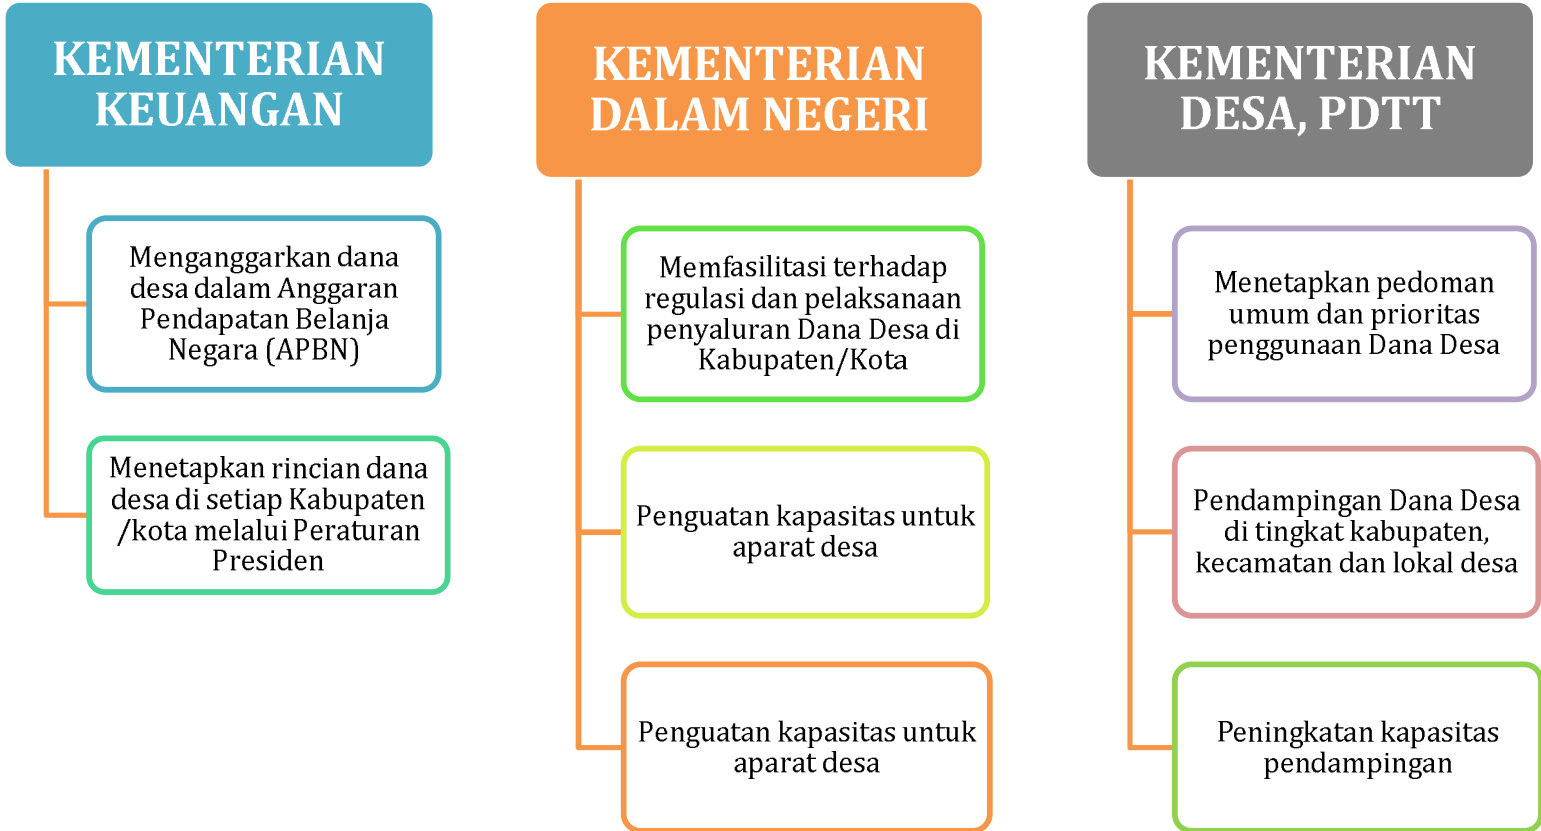 KEMENTERIAN
KEUANGAN
Menganggarkan dana
desa dalam Anggaran
Pendapatan Belanja
Negara (APBN)
Menetapkan rincian dana
desa di setiap Kabupaten
/kota melalui Peraturan
Presiden
KEMENTERIAN
DALAM NEGERI
Memfasilitasi terhadap
regulasi dan pelaksanaan
penyaluran Dana Desa di
Kabupaten/Kota
Penguatan kapasitas untuk
aparat desa
Penguatan kapasitas untuk
aparat desa
KEMENTERIAN
DESA, PDTT
Menetapkan pedoman
umum dan prioritas
penggunaan Dana Desa
Pendampingan Dana Desa
di tingkat kabupaten,
kecamatan dan lokal desa
Peningkatan kapasitas
pendampingan